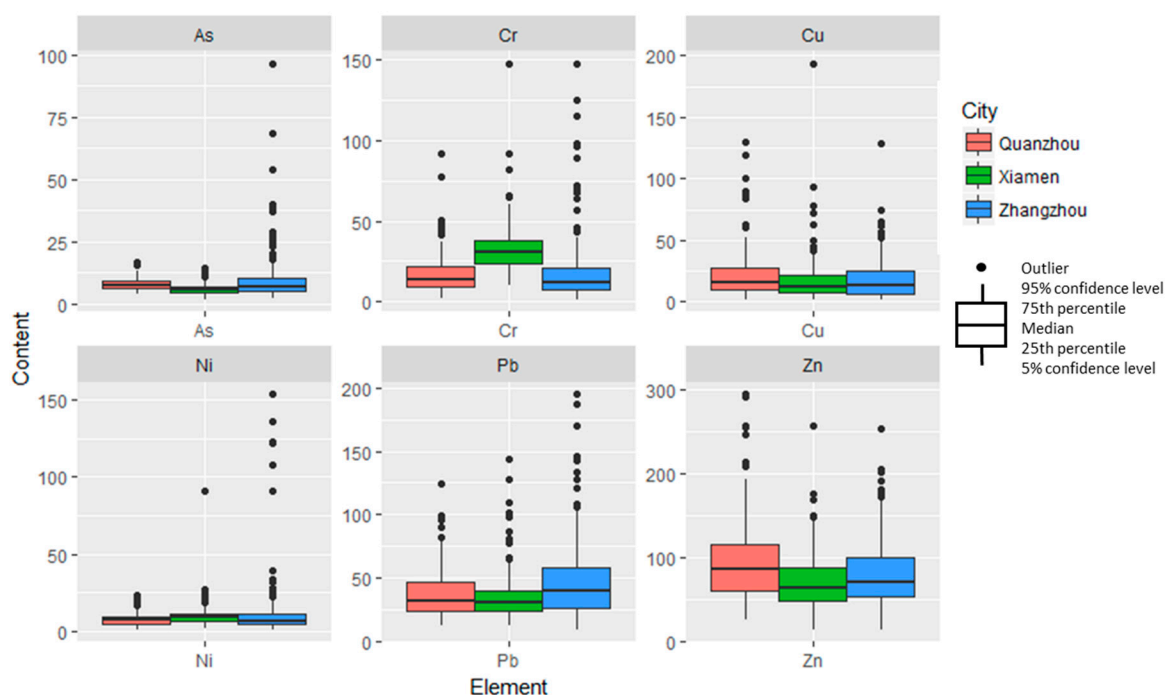 As
Cr
Cu
100
75
50
25
0
150
100
50
0
200
150
100
50
0
As
Cr
Cu
City
Quanzhou
Xiamen
Zhangzhou
Outlier
95% confidence level
75th percentile
Median
25th percentile
5% confidence level
Content
Ni
Pb
Zn
150
100
50
0
200
150
100
50
0
300
200
100
0
Ni
Pb
Zn
Element